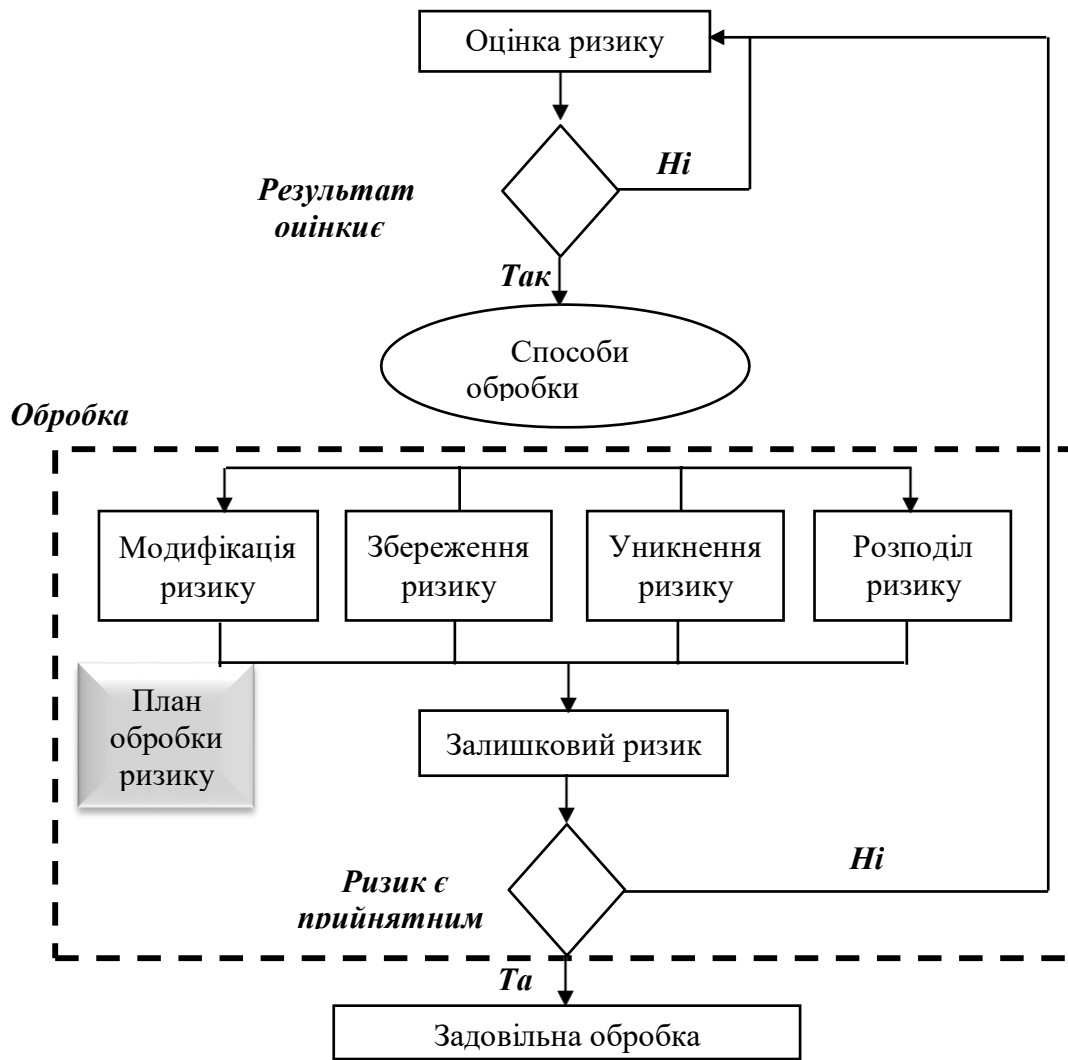 Оцінка ризику
Ні
Результат
оцінкиє
Так
Способи
обробки
Обробка
Модифікація
ризику
Збереження
ризику
Уникнення
ризику
Розподіл
ризику
План
обробки
ризику
Залишковий ризик
Ні
Ризик є
прийнятним
Та
Задовільна обробка